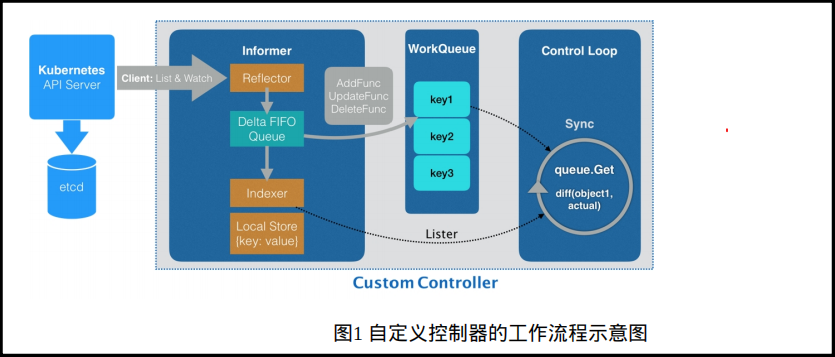 Kubernetes
API Server
etcd
Client: List & Watch
Informer
Reflector
Delta FIFO
Queue
Indexer
Local Store
[key: value]
AddFunc
UpdateFunc
DeleteFunc
WorkQueue
key1
key2
key3
Lister
Control Loop
Sync
queue.Get
diff(object1,
actual)
Custom Controller
图1 自定义控制器的工作流程示意图